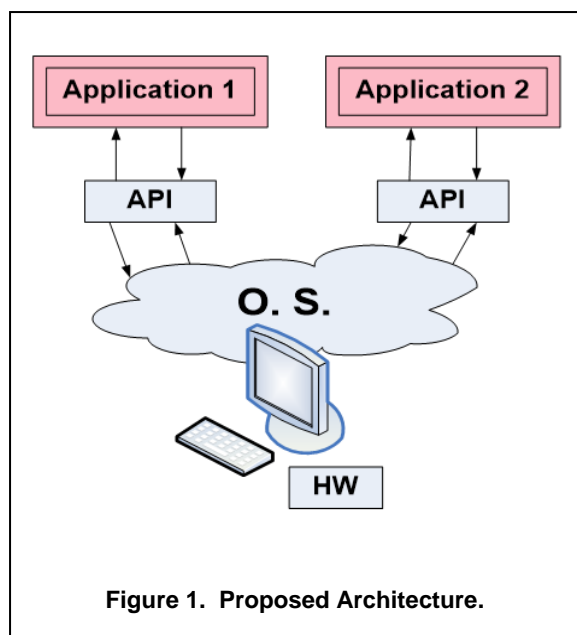 Application 1
Application 2
API
API
O. S.
HW
Figure 1. Proposed Architecture.